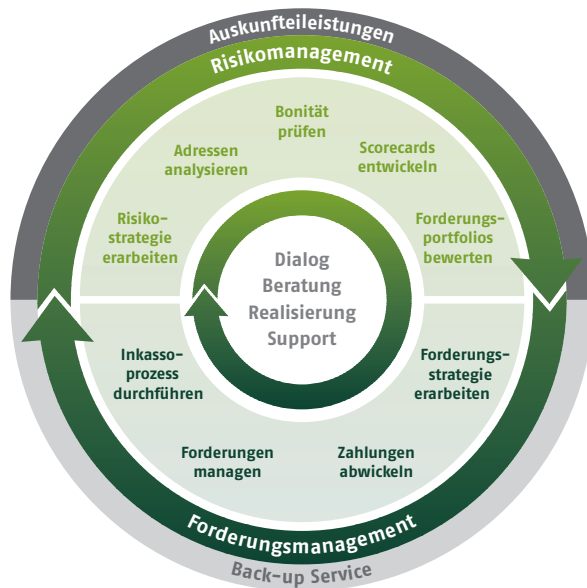 Auskunfteileistungen
Risikomanagement
Bonität
prüfen
Adressen
analysieren
Scorecards
entwickeln
Risiko-
strategie
erarbeiten
Forderungs-
portfolios
bewerten
Dialog
Beratung
Realisierung
Support
Inkasso-
prozess
durchführen
Forderungs-
strategie
erarbeiten
Forderungen
managen
Zahlungen
abwickeln
Forderungsmanagement
Back-up Service